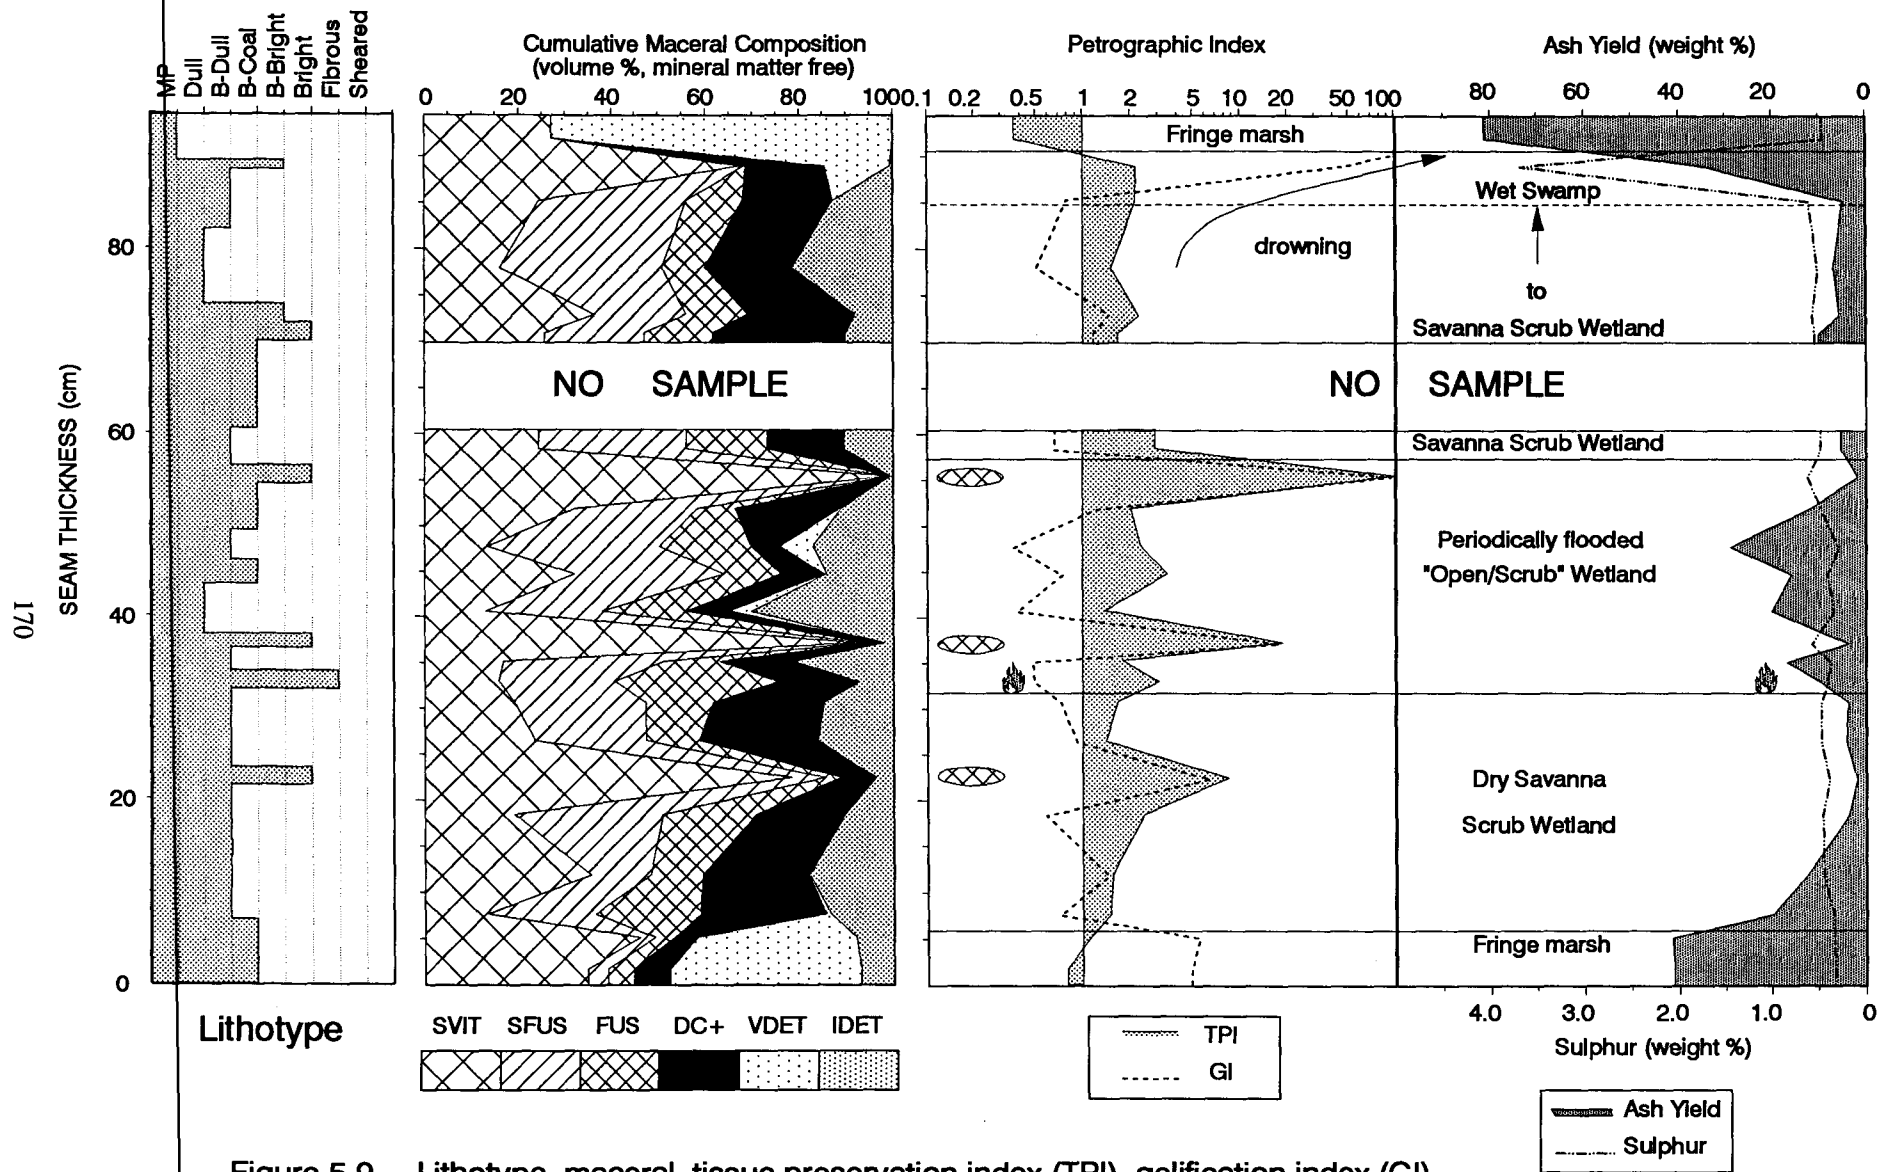 MP
Dull
B-Dull
B-Coal
B-Bright
Bright
Fibrous
Sheared
Cumulative Maceral Composition
(volume %, mineral matter free)
0 20 40 60 80 100
Petrographic Index
0.1 0.2 0.5 1 2 5 10 20 50 100
Ash Yield (weight %)
80 60 40 20 0
Fringe marsh
Wet Swamp
drowning
to
Savanna Scrub Wetland
NO SAMPLE
NO SAMPLE
Savanna Scrub Wetland
Periodically flooded
"Open/Scrub" Wetland
Dry Savanna
Scrub Wetland
Fringe marsh
SEAM THICKNESS (cm)
80
60
40
20
0
170
4.0 3.0 2.0 1.0 0
Sulphur (weight %)
Lithotype
SVIT SFUS FUS DC+ VDET IDET
TPI
GI
Ash Yield
Sulphur
Figure 5.9 Lithotype, maceral, tissue preservation index (TPI), gelification index (GI)